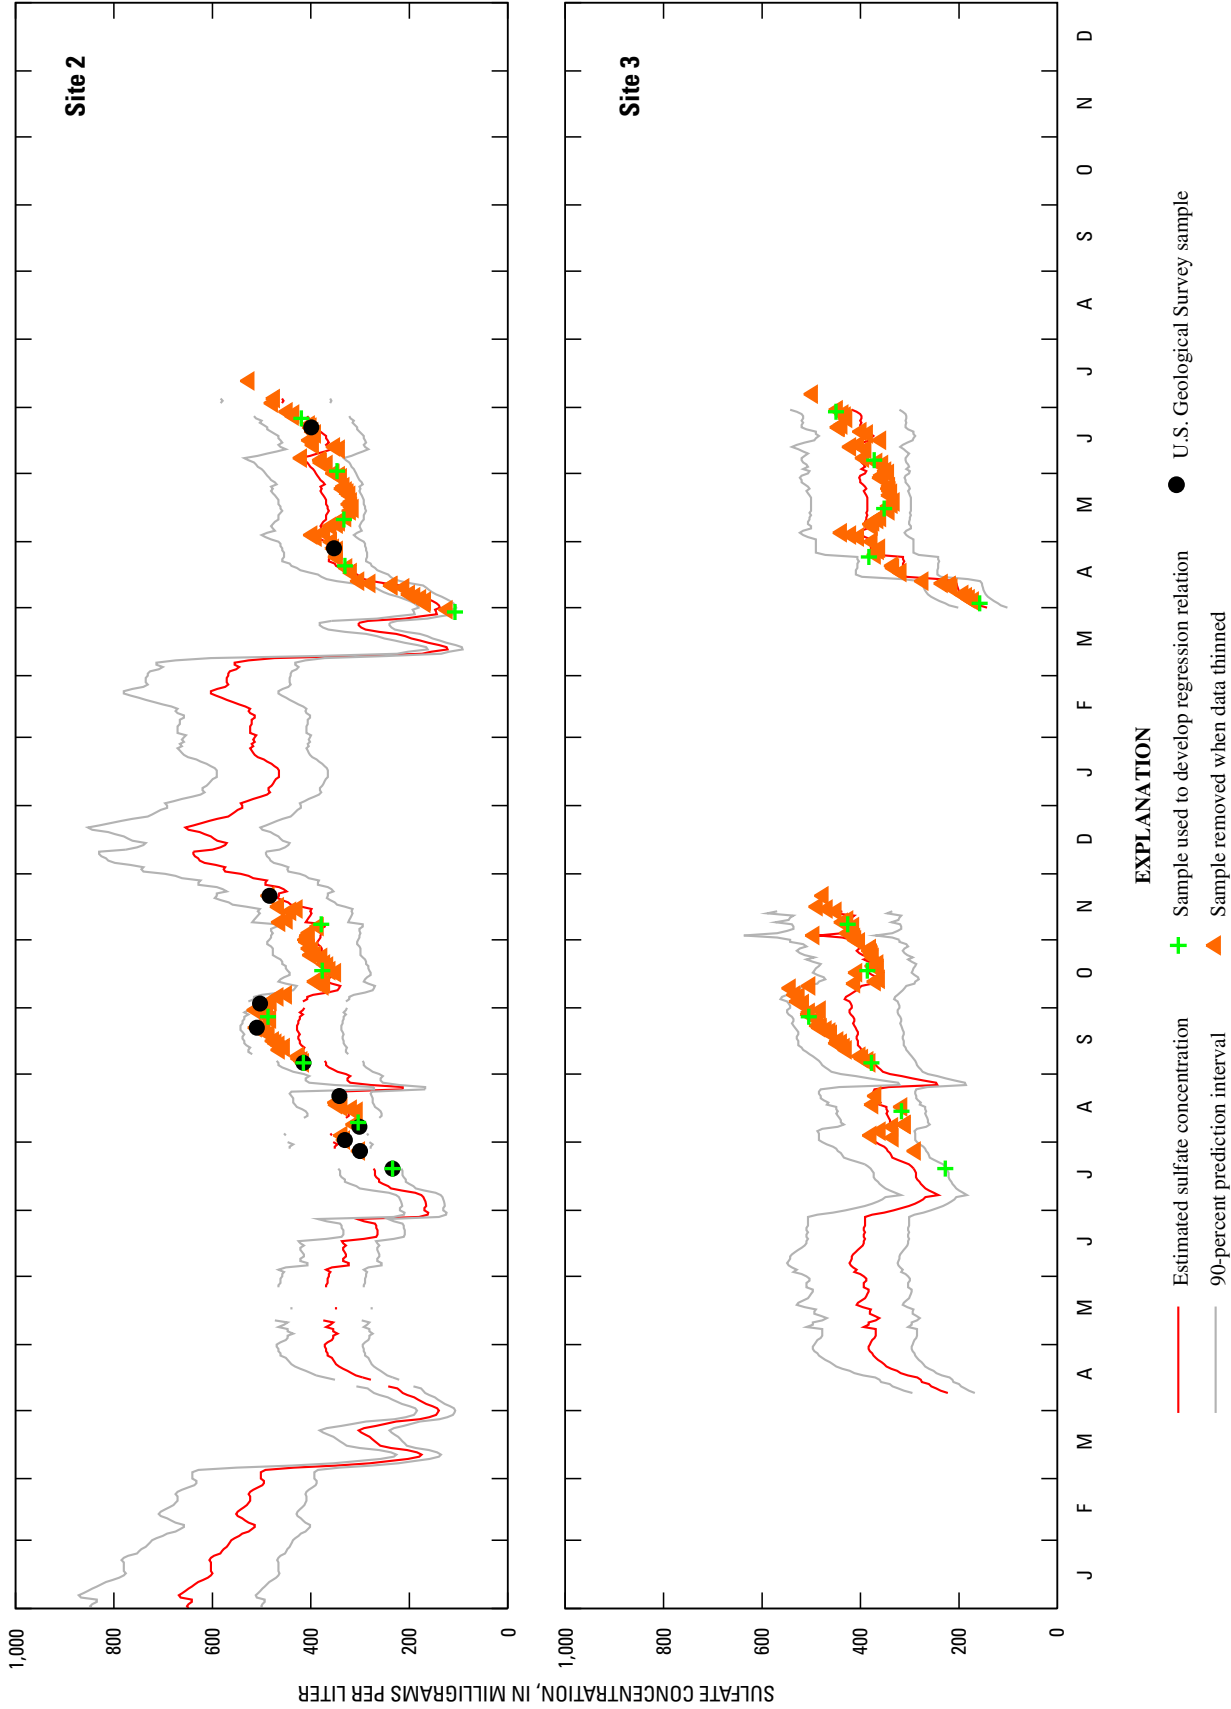 Site 2
1,000
800
600
400
200
0
Site 3
1,000
800
600
400
200
0
SULFATE CONCENTRATION, IN MILLIGRAMS PER LITER
J F M A M J J A S O N D J F M A M J J A S O N D
EXPLANATION
Estimated sulfate concentration
90-percent prediction interval
Sample used to develop regression relation
Sample removed when data thinned
U.S. Geological Survey sample